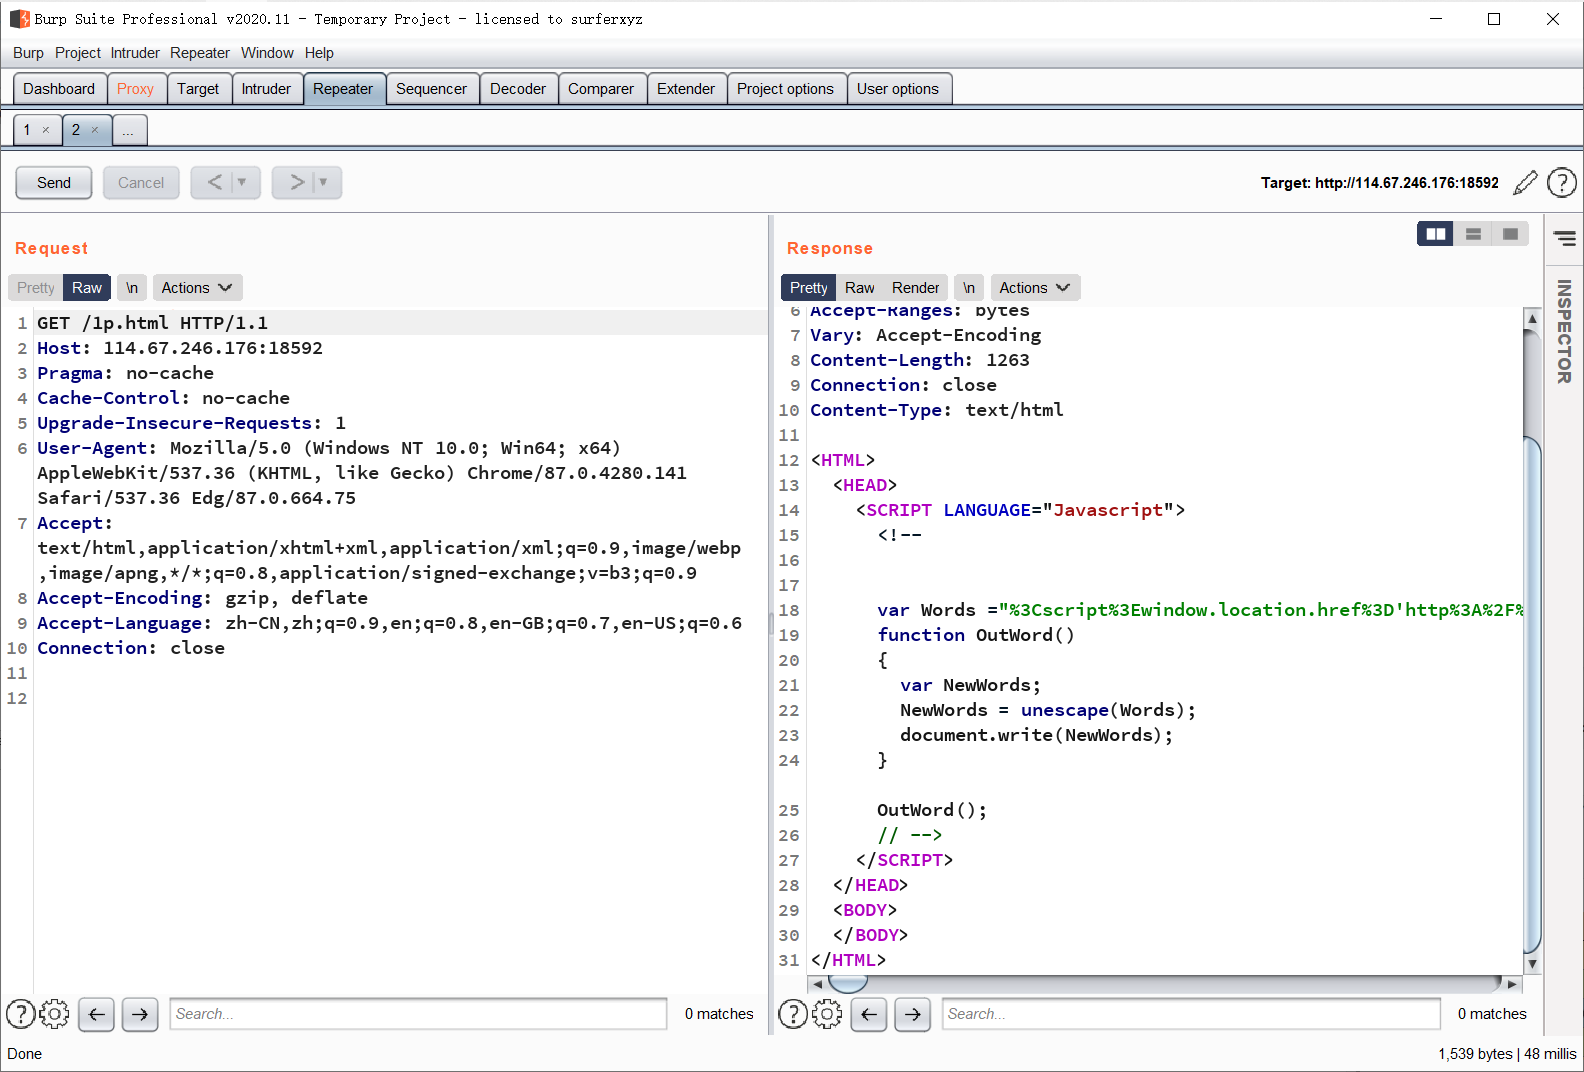 Burp Suite Professional v2020.11 - Temporary Project - licensed to surferxyz
Burp Project Intruder Repeater Window Help
Dashboard Proxy Target Intruder Repeater Sequencer Decoder Comparer Extender Project options User options
1 × 2 × ...
Send Cancel < > Target: http://114.67.246.176:18592 ?
Request
Pretty Raw \n Actions
1 GET /1p.html HTTP/1.1
2 Host: 114.67.246.176:18592
3 Pragma: no-cache
4 Cache-Control: no-cache
5 Upgrade-Insecure-Requests: 1
6 User-Agent: Mozilla/5.0 (Windows NT 10.0; Win64; x64)
AppleWebKit/537.36 (KHTML, like Gecko) Chrome/87.0.4280.141
Safari/537.36 Edg/87.0.664.75
7 Accept:
text/html,application/xhtml+xml,application/xml;q=0.9,image/webp
,image/apng,*/*;q=0.8,application/signed-exchange;v=b3;q=0.9
8 Accept-Encoding: gzip, deflate
9 Accept-Language: zh-CN,zh;q=0.9,en;q=0.8,en-GB;q=0.7,en-US;q=0.6
10 Connection: close
11
12
? Search... 0 matches
Response
Pretty Raw Render \n Actions
6 Accept-Ranges: bytes
7 Vary: Accept-Encoding
8 Content-Length: 1263
9 Connection: close
10 Content-Type: text/html
11
12 <HTML>
13 <HEAD>
14 <SCRIPT LANGUAGE="Javascript">
15 <!--
16
17
18 var Words ="%3Cscript%3Ewindow.location.href%3D'http%3A%2F%
19 function OutWord()
20 {
21 var NewWords;
22 NewWords = unescape(Words);
23 document.write(NewWords);
24 }
25 OutWord();
26 // -->
27 </SCRIPT>
28 </HEAD>
29 <BODY>
30 </BODY>
31 </HTML>
? Search... 0 matches
INSPECTOR
Done 1,539 bytes | 48 millis